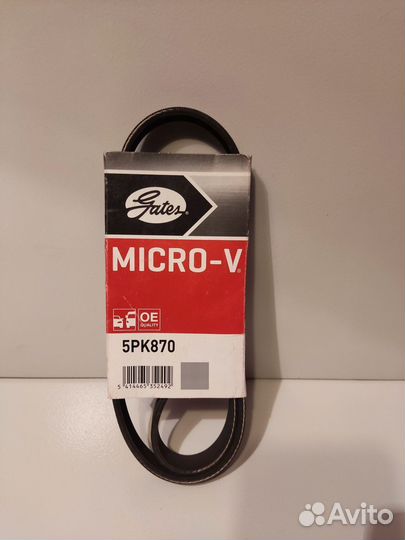 Gates
MICRO-V®
OE
QUALITY
5PK870
5 414465 352492
Avito